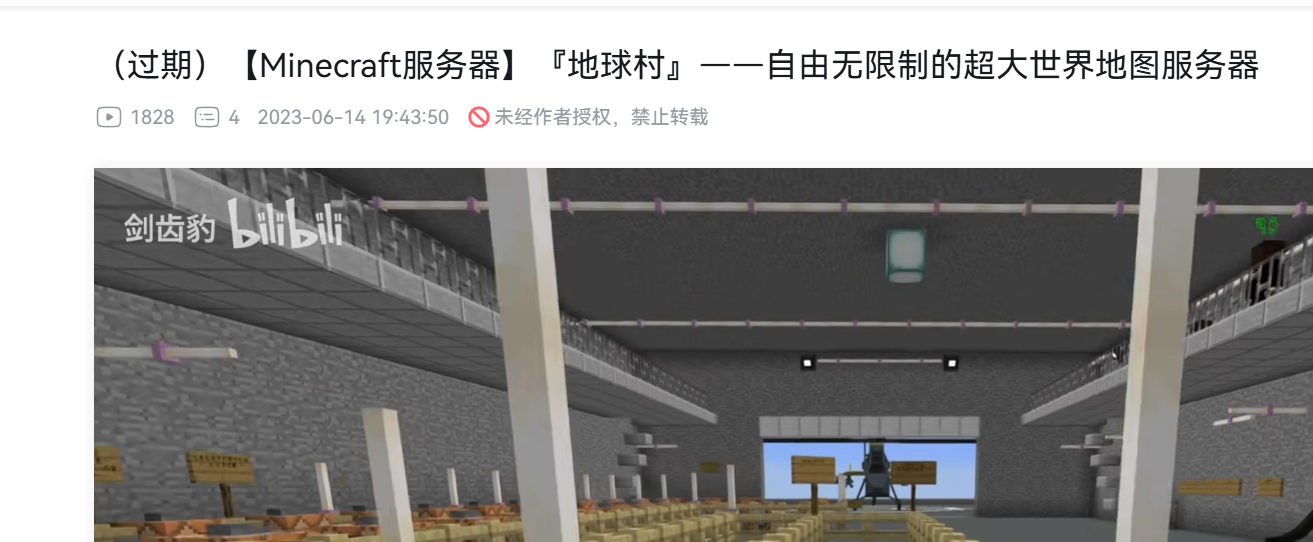 （过期）【Minecraft服务器】『地球村』——自由无限制的超大世界地图服务器
1828 4 2023-06-14 19:43:50 未经作者授权，禁止转载
剑齿豹 bilibili